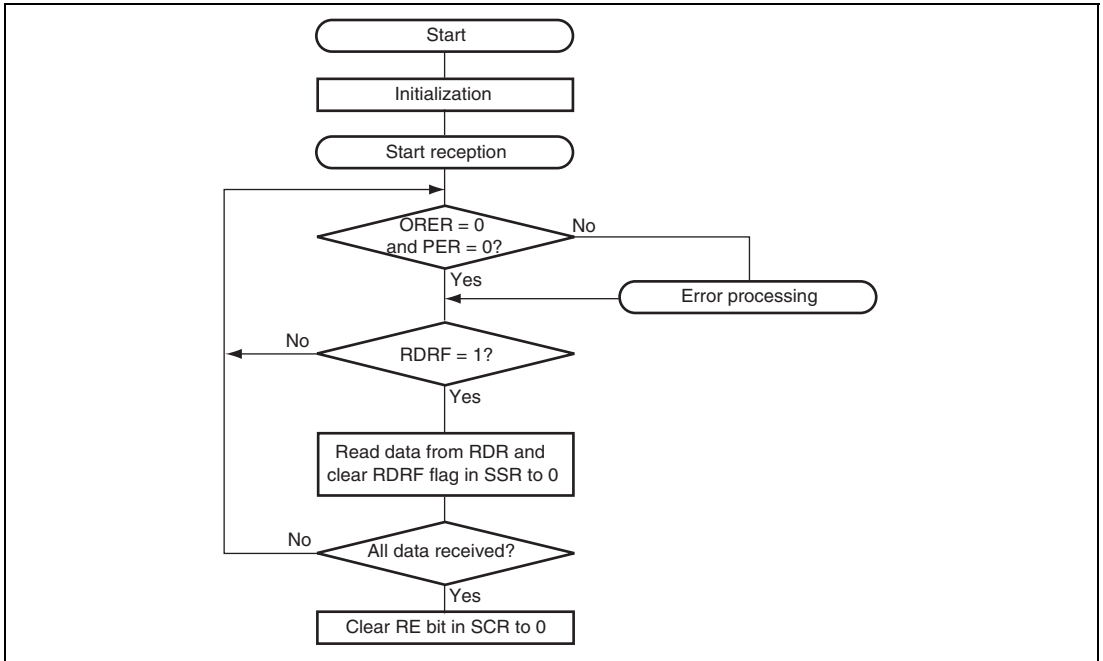 Start
Initialization
Start reception
ORER = 0
and PER = 0?
No
Yes
Error processing
No
RDRF = 1?
Yes
Read data from RDR and
clear RDRF flag in SSR to 0
No
All data received?
Yes
Clear RE bit in SCR to 0